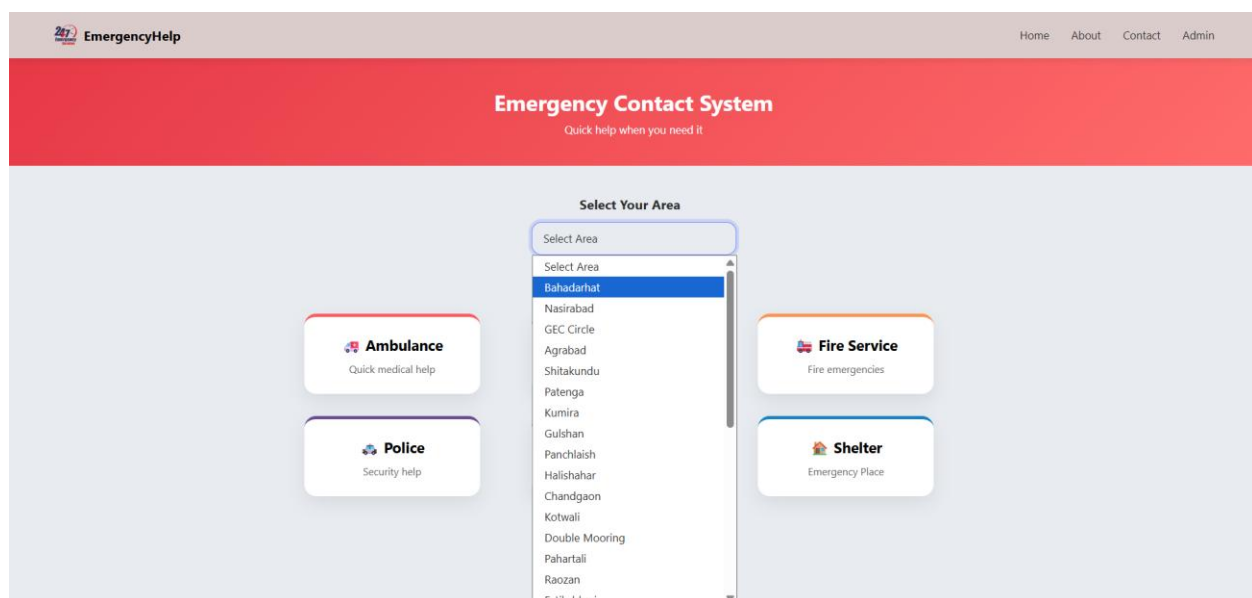 247
EmergencyHelp
Home About Contact Admin
Emergency Contact System
Quick help when you need it
Select Your Area
Select Area
Select Area
Bahadarhat
Nasirabad
GEC Circle
Agrabad
Shitakundu
Patenga
Kumira
Gulshan
Panchlaish
Halishahar
Chandgaon
Kotwali
Double Mooring
Pahartali
Raozan
Ambulance
Quick medical help
Fire Service
Fire emergencies
Police
Security help
Shelter
Emergency Place